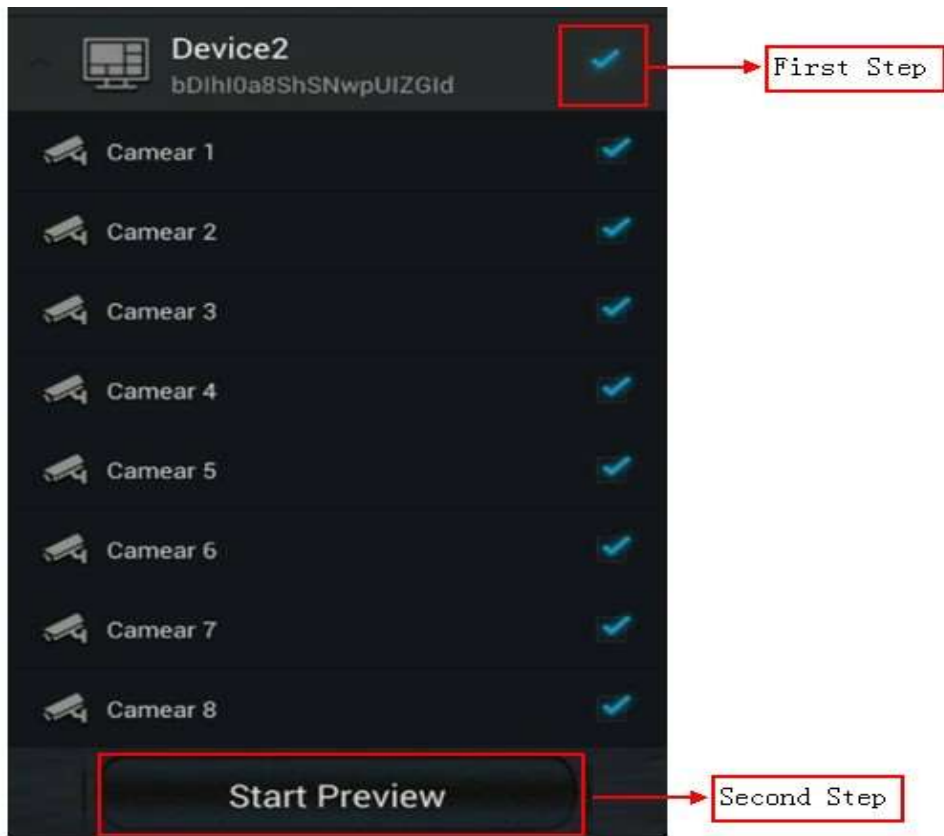 Device2
First Step
bDIhI0a8ShSNwpUIZGId
Camear 1
Camear 2
Camear 3
Camear 4
Camear 5
Camear 6
Camear 7
Camear 8
Start Preview
Second Step